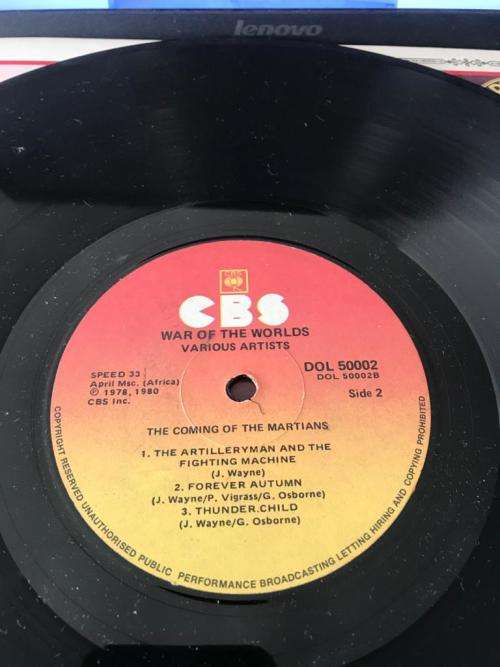 lenovo
CBS
CBS
WAR OF THE WORLDS
VARIOUS ARTISTS
SPEED 33
April Msc. (Africa)
℗ 1978, 1980
CBS Inc.
DOL 50002
DOL 50002B
Side 2
THE COMING OF THE MARTIANS
1. THE ARTILLERYMAN AND THE
FIGHTING MACHINE
(J. Wayne)
2. FOREVER AUTUMN
(J. Wayne/P. Vigrass/G. Osborne)
3. THUNDER CHILD
(J. Wayne/G. Osborne)
COPYRIGHT RESERVED UNAUTHORISED PUBLIC PERFORMANCE BROADCASTING LETTING HIRING AND COPYING PROHIBITED